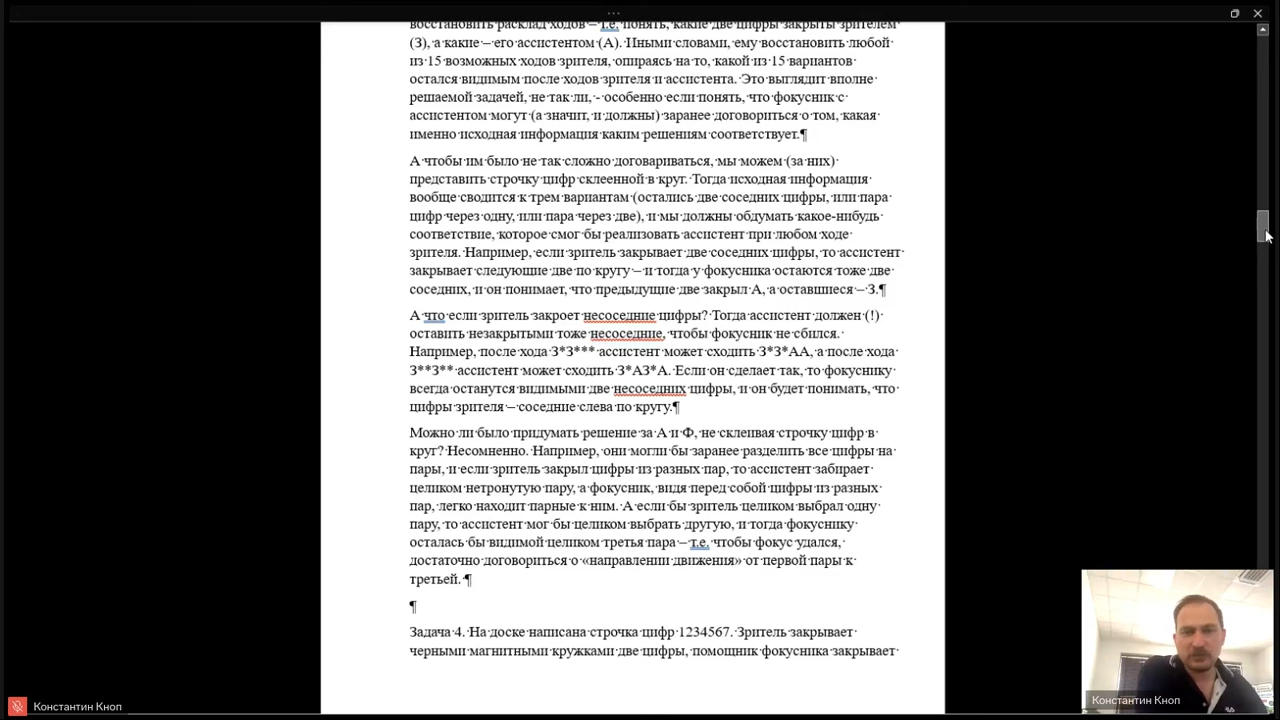 восстановить расклад ходов – т.е. понять, какие две цифры закрыты зрителем
(З), а какие – его ассистентом (А). Иными словами, ему восстановить любой
из 15 возможных ходов зрителя, опираясь на то, какой из 15 вариантов
остался видимым после ходов зрителя и ассистента. Это выглядит вполне
решаемой задачей, не так ли, - особенно если понять, что фокусник с
ассистентом могут (а значит, и должны) заранее договориться о том, какая
именно исходная информация каким решениям соответствует.¶
А чтобы им было не так сложно договариваться, мы можем (за них)
представить строчку цифр склеенной в круг. Тогда исходная информация
вообще сводится к трем вариантам (остались две соседних цифры, или пара
цифр через одну, или пара через две), и мы должны обдумать какое-нибудь
соответствие, которое смог бы реализовать ассистент при любом ходе
зрителя. Например, если зритель закрывает две соседних цифры, то ассистент
закрывает следующие две по кругу – и тогда у фокусника остаются тоже две
соседних, и он понимает, что предыдущие две закрыл А, а оставшиеся – З.¶
А что если зритель закроет несоседние цифры? Тогда ассистент должен (!)
оставить незакрытыми тоже несоседние, чтобы фокусник не сбился.
Например, после хода З*З*** ассистент может сходить З*З*АА, а после хода
З**З** ассистент может сходить З*АЗ*А. Если он сделает так, то фокуснику
всегда останутся видимыми две несоседних цифры, и он будет понимать, что
цифры зрителя – соседние слева по кругу.¶
Можно ли было придумать решение за А и Ф, не склеивая строчку цифр в
круг? Несомненно. Например, они могли бы заранее разделить все цифры на
пары, и если зритель закрыл цифры из разных пар, то ассистент забирает
целиком нетронутую пару, а фокусник, видя перед собой цифры из разных
пар, легко находит парные к ним. А если бы зритель целиком выбрал одну
пару, то ассистент мог бы целиком выбрать другую, и тогда фокуснику
осталась бы видимой целиком третья пара – т.е. чтобы фокус удался,
достаточно договориться о «направлении движения» от первой пары к
третьей. ¶
¶
Задача 4. На доске написана строчка цифр 1234567. Зритель закрывает
черными магнитными кружками две цифры, помощник фокусника закрывает
Константин Кноп
Константин Кноп